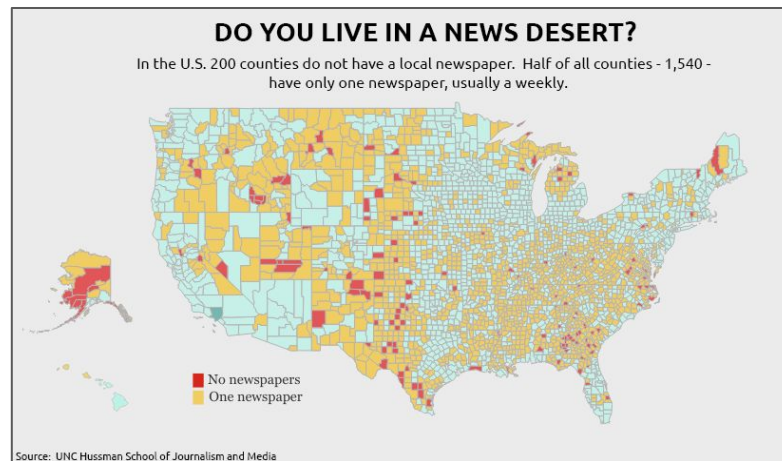 DO YOU LIVE IN A NEWS DESERT?
In the U.S. 200 counties do not have a local newspaper. Half of all counties - 1,540 -
have only one newspaper, usually a weekly.
No newspapers
One newspaper
Source: UNC Hussman School of Journalism and Media